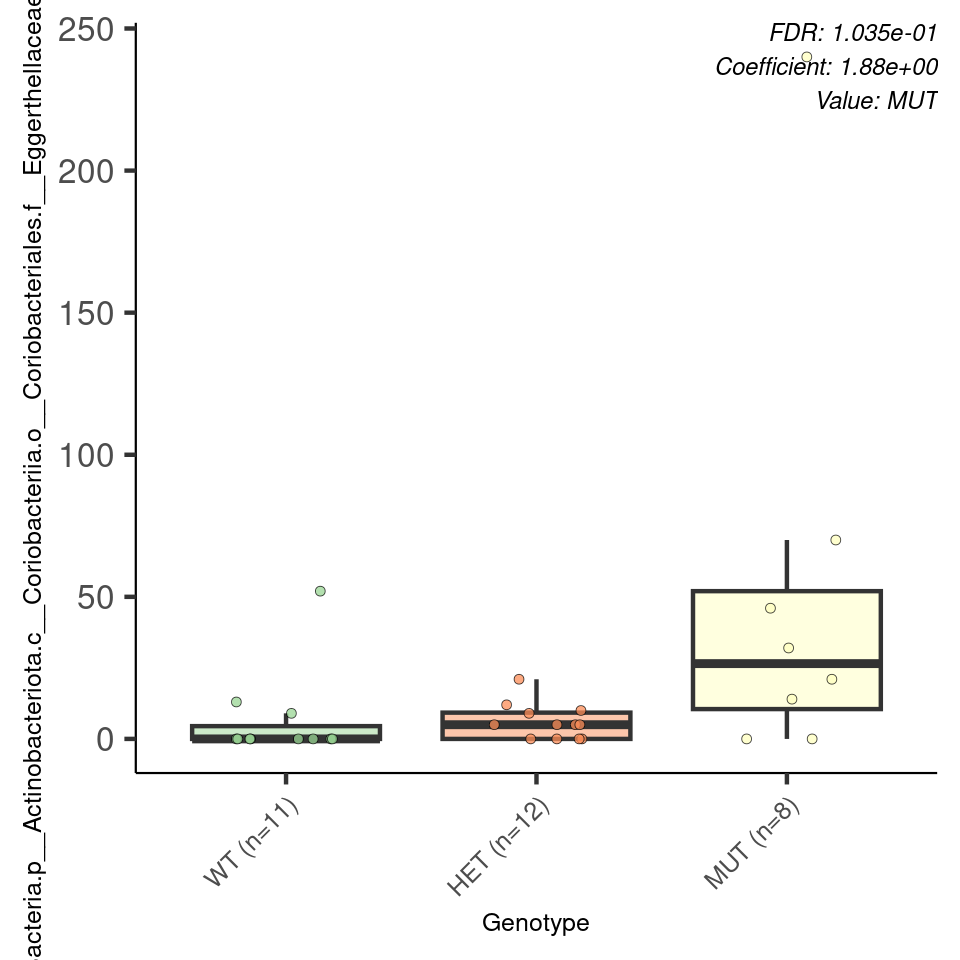 250
200
150
100
50
0
acteria.p__Actinobacteriota.c__Coriobacteriia.o__Coriobacteriales.f__Eggerthellaceae
FDR: 1.035e-01
Coefficient: 1.88e+00
Value: MUT
WT (n=11)
HET (n=12)
MUT (n=8)
Genotype